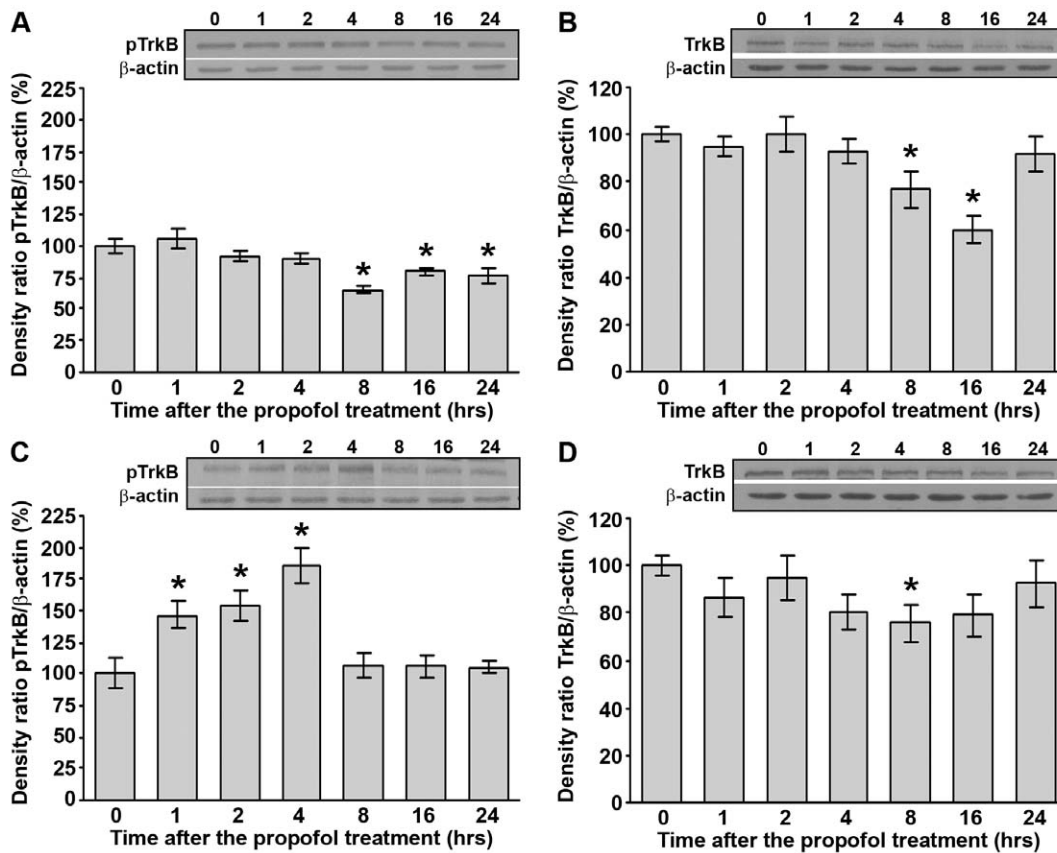 A
0 1 2 4 8 16 24
pTrkB
β-actin
Density ratio pTrkB/β-actin (%)
225
200
175
150
125
100
75
50
25
0
* * *
0 1 2 4 8 16 24
Time after the propofol treatment (hrs)
B
0 1 2 4 8 16 24
TrkB
β-actin
Density ratio TrkB/β-actin (%)
120
100
80
60
40
20
0
* *
0 1 2 4 8 16 24
Time after the propofol treatment (hrs)
C
0 1 2 4 8 16 24
pTrkB
β-actin
Density ratio pTrkB/β-actin (%)
225
200
175
150
125
100
75
50
25
0
* * *
0 1 2 4 8 16 24
Time after the propofol treatment (hrs)
D
0 1 2 4 8 16 24
TrkB
β-actin
Density ratio TrkB/β-actin (%)
120
100
80
60
40
20
0
*
0 1 2 4 8 16 24
Time after the propofol treatment (hrs)